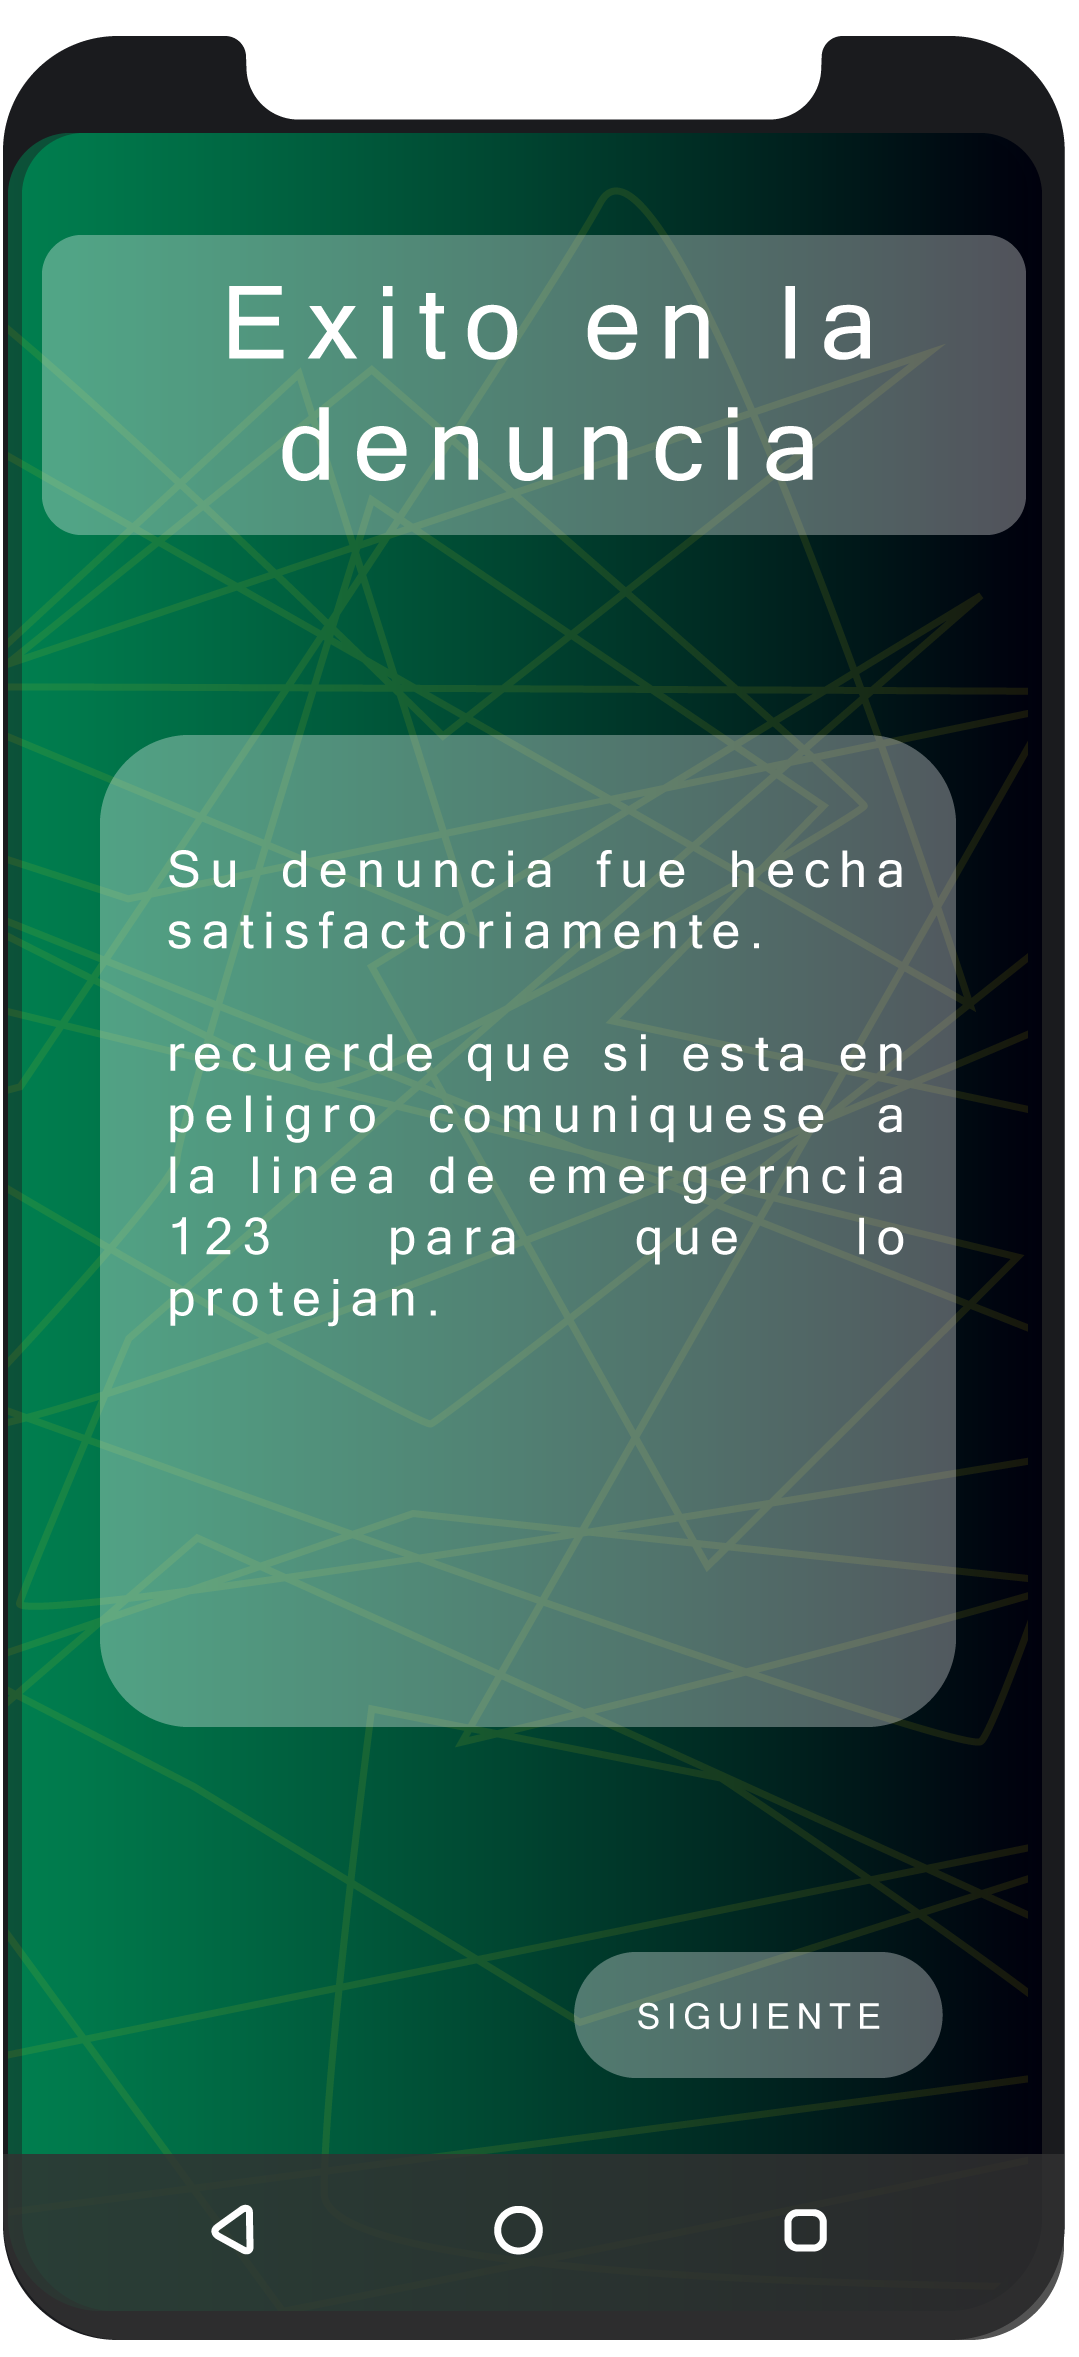 Exito en la
denuncia
Su denuncia fue hecha
satisfactoriamente.
recuerde que si esta en
peligro comuniquese a
la linea de emergerncia
123 para que lo
protejan.
SIGUIENTE